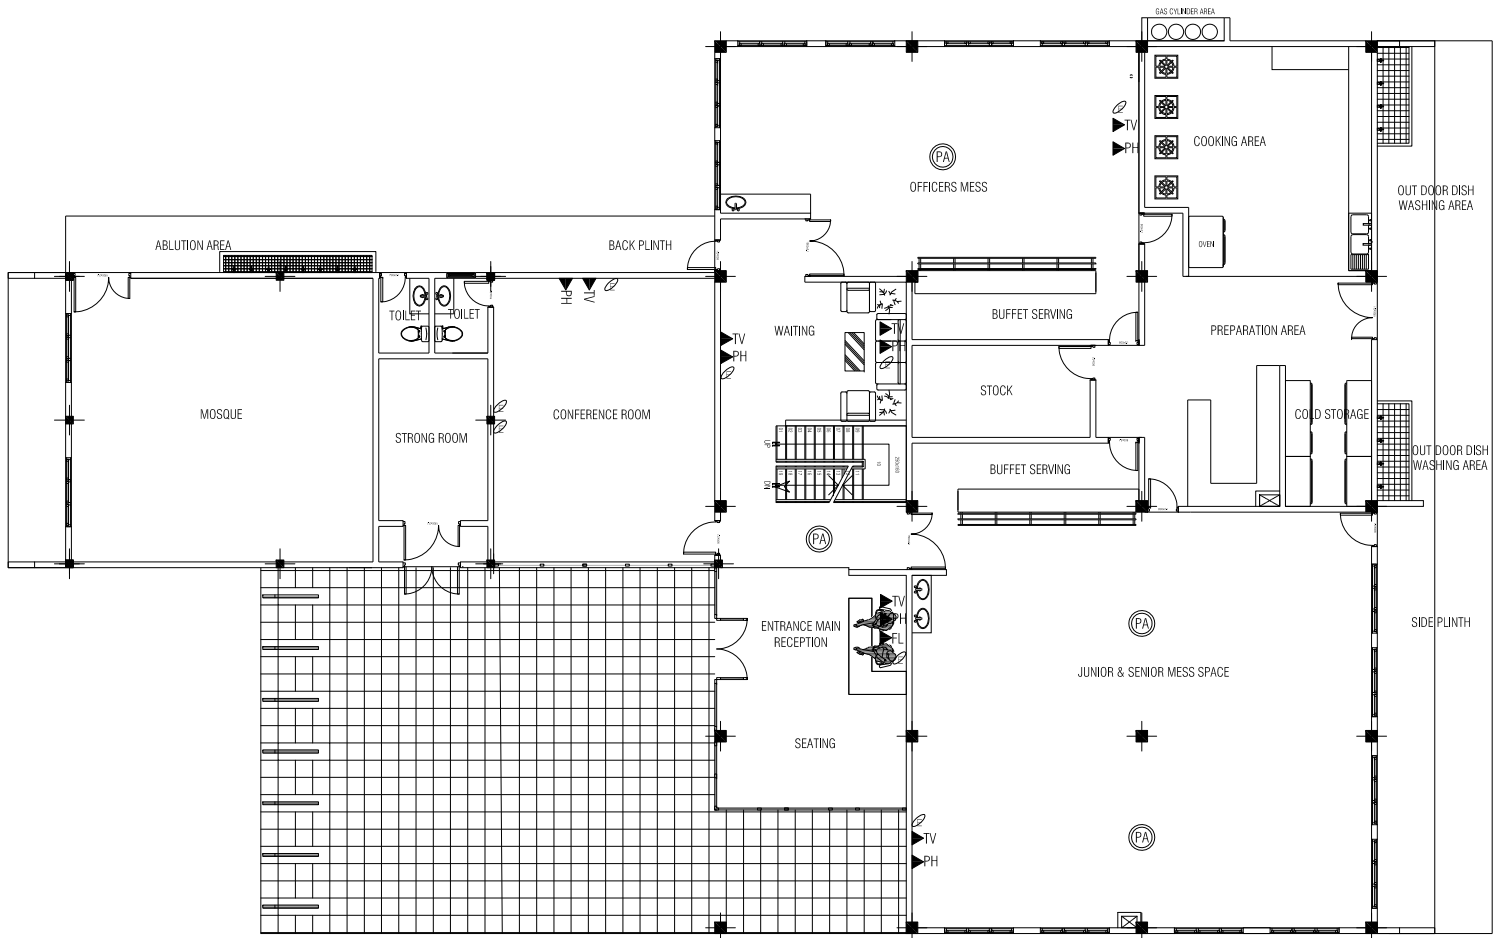 GAS CYLINDER AREA
TV
PH
COOKING AREA
PA
OFFICERS MESS
OUT DOOR DISH
WASHING AREA
OVEN
ABLUTION AREA
BACK PLINTH
PH
TV
TOILET
TOILET
BUFFET SERVING
WAITING
TV
PH
TV
PH
PREPARATION AREA
STOCK
MOSQUE
CONFERENCE ROOM
COLD STORAGE
STRONG ROOM
UP
DN
BUFFET SERVING
OUT DOOR DISH
WASHING AREA
PA
TV
PH
FL
ENTRANCE MAIN
RECEPTION
PA
SIDE PLINTH
JUNIOR & SENIOR MESS SPACE
SEATING
TV
PH
PA